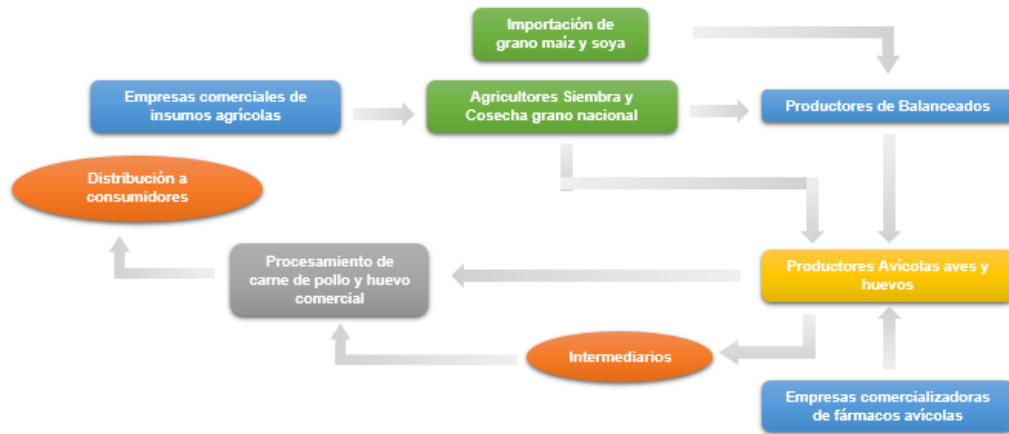 Importación de
grano maíz y soya
Empresas comerciales de
insumos agrícolas
Agricultores Siembra y
Cosecha grano nacional
Productores de Balanceados
Distribución a
consumidores
Procesamiento de
carne de pollo y huevo
comercial
Productores Avícolas aves y
huevos
Intermediarios
Empresas comercializadoras
de fármacos avícolas